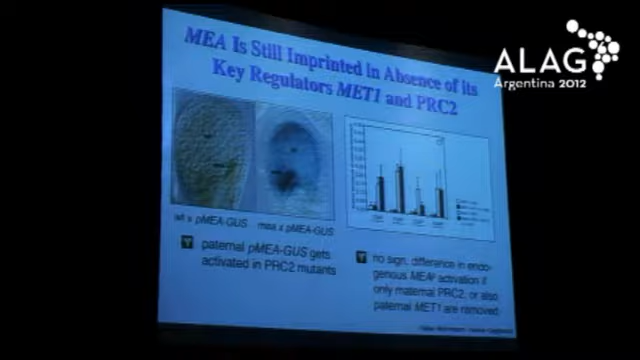 ALAG
Argentina 2012
MEA Is Still Imprinted in Absence of its
Key Regulators MET1 and PRC2
wt x pMEA-GUS
mea x pMEA-GUS
paternal pMEA-GUS gets
activated in PRC2 mutants
no sign. difference in endo-
genous MEA activation if
only maternal PRC2, or also
paternal MET1 are removed